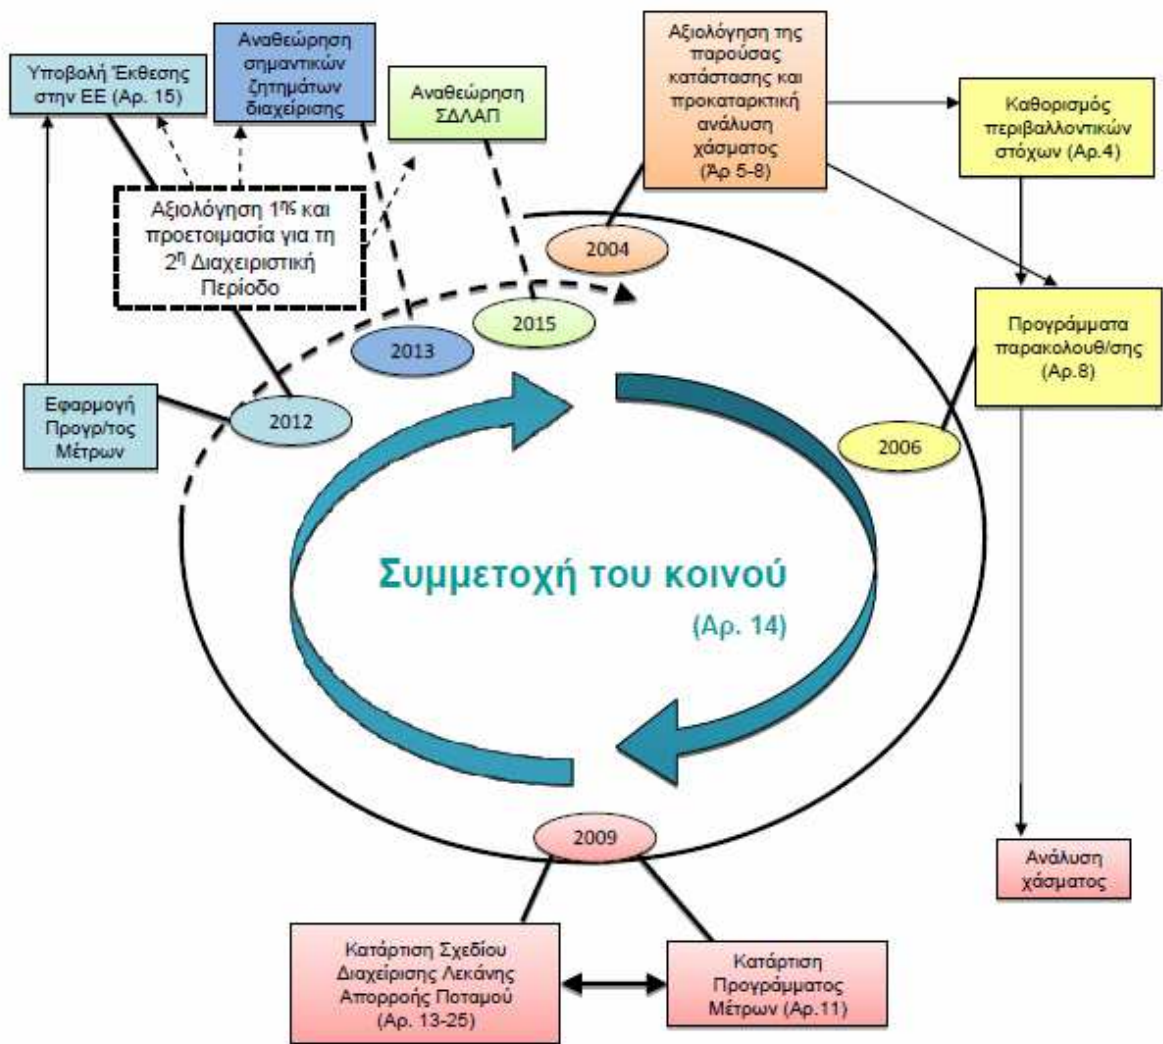 Υποβολή Έκθεσης
στην ΕΕ (Αρ. 15)
Αναθεώρηση
σημαντικών
ζητημάτων
διαχείρισης
Αναθεώρηση
ΣΔΛΑΠ
Αξιολόγηση της
παρούσας
κατάστασης και
προκαταρκτική
ανάλυση
χάσματος
(Άρ 5-8)
Καθορισμός
περιβαλλοντικών
στόχων (Αρ.4)
Αξιολόγηση 1ης και
προετοιμασία για τη
2η Διαχειριστική
Περίοδο
2004
2015
2013
Προγράμματα
παρακολουθ/σης
(Αρ.8)
Εφαρμογή
Προγρ/τος
Μέτρων
2012
2006
Συμμετοχή του κοινού
(Αρ. 14)
2009
Ανάλυση
χάσματος
Κατάρτιση Σχεδίου
Διαχείρισης Λεκάνης
Απορροής Ποταμού
(Αρ. 13-25)
Κατάρτιση
Προγράμματος
Μέτρων (Αρ.11)